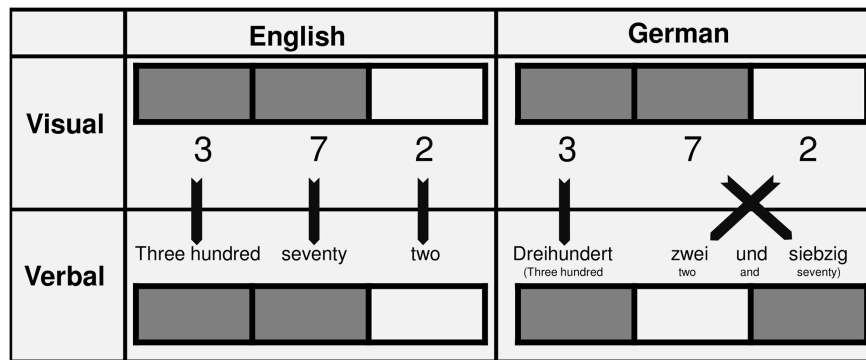 English German
Visual
3 7 2 3 7 2
Verbal
Three hundred seventy two Dreihundert zwei und siebzig
(Three hundred two and seventy)